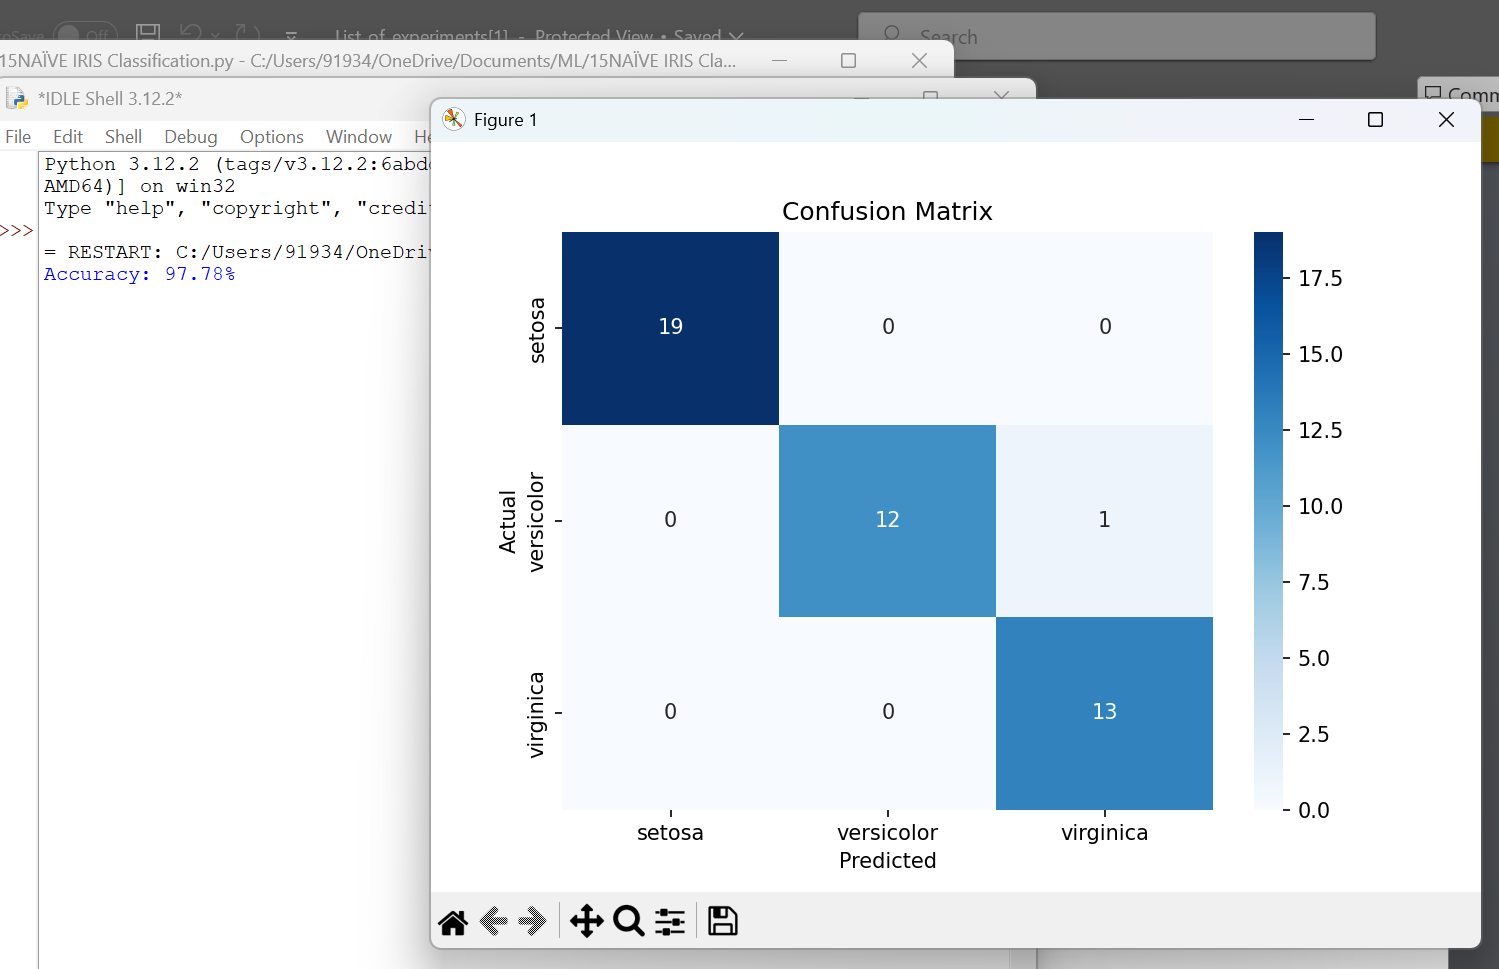 Off
List of experiments[1] - Protected View • Saved
Search
15NAÏVE IRIS Classification.py - C:/Users/91934/OneDrive/Documents/ML/15NAÏVE IRIS Cla...
*IDLE Shell 3.12.2*
File Edit Shell Debug Options Window
Python 3.12.2 (tags/v3.12.2:6abd
AMD64)] on win32
Type "help", "copyright", "credi
>>>
= RESTART: C:/Users/91934/OneDri
Accuracy: 97.78%
Figure 1
Confusion Matrix
Actual
setosa
19 0 0
versicolor
0 12 1
virginica
0 0 13
setosa versicolor virginica
Predicted
17.5
15.0
12.5
10.0
7.5
5.0
2.5
0.0